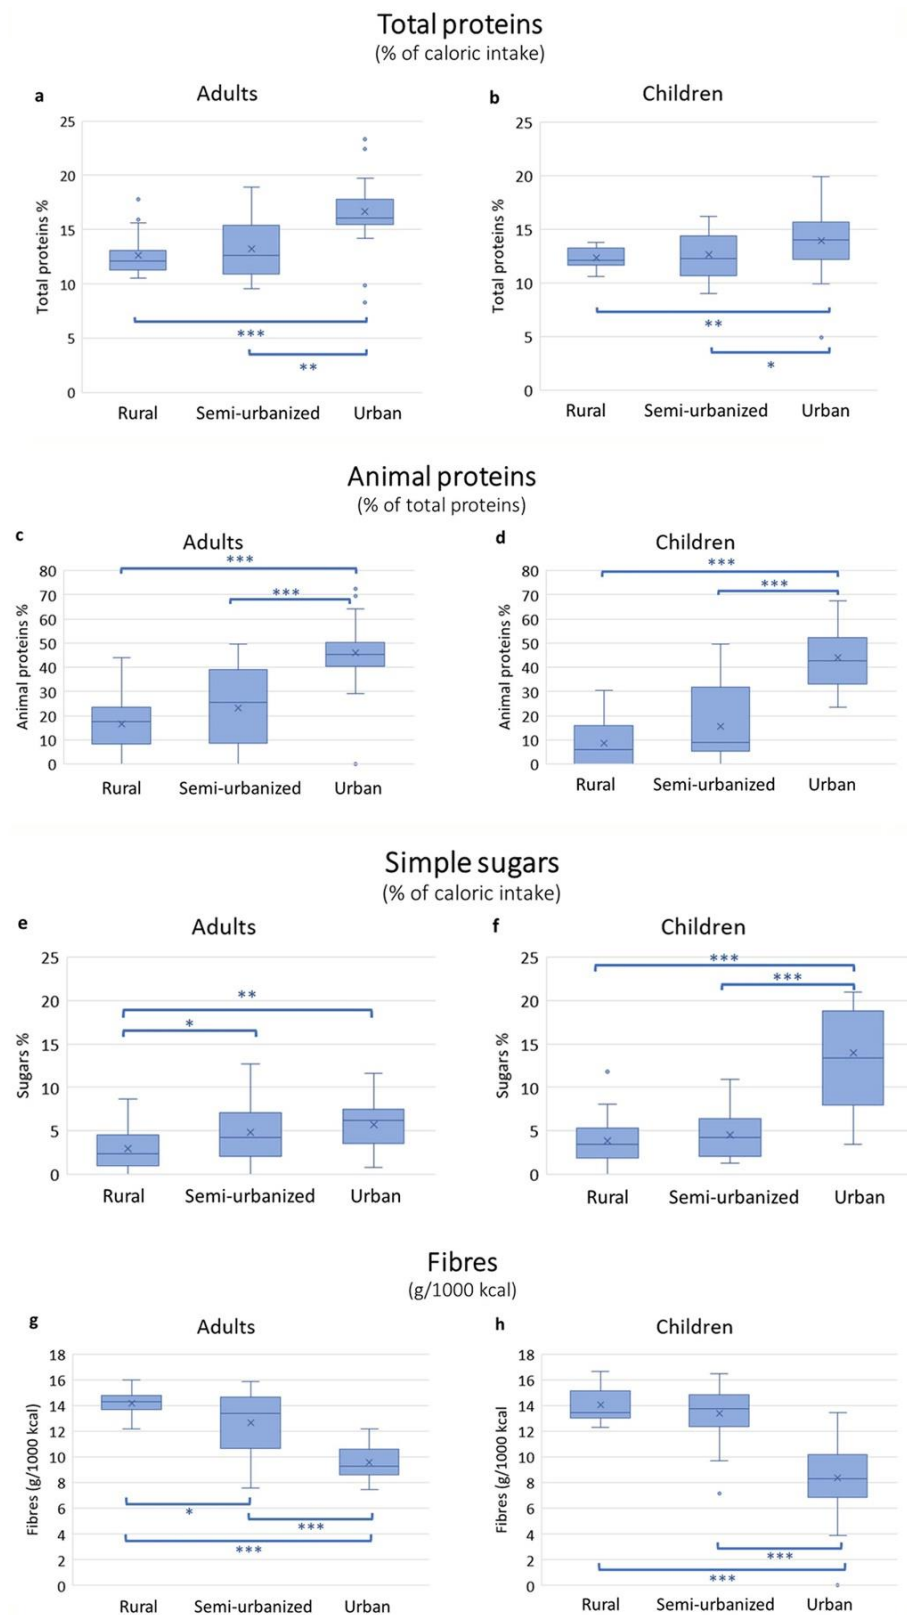 Total proteins
(% of caloric intake)
a
Adults
b
Children
25
20
15
10
5
0
Total proteins %
***
**
Rural Semi-urbanized Urban
25
20
15
10
5
0
Total proteins %
**
*
Rural Semi-urbanized Urban
Animal proteins
(% of total proteins)
c
Adults
d
Children
80
70
60
50
40
30
20
10
0
Animal proteins %
***
***
Rural Semi-urbanized Urban
80
70
60
50
40
30
20
10
0
Animal proteins %
***
***
Rural Semi-urbanized Urban
Simple sugars
(% of caloric intake)
e
Adults
f
Children
25
20
15
10
5
0
Sugars %
**
*
Rural Semi-urbanized Urban
25
20
15
10
5
0
Sugars %
***
***
Rural Semi-urbanized Urban
Fibres
(g/1000 kcal)
g
Adults
h
Children
18
16
14
12
10
8
6
4
2
0
Fibres (g/1000 kcal)
*
***
***
Rural Semi-urbanized Urban
18
16
14
12
10
8
6
4
2
0
Fibres (g/1000 kcal
***
***
Rural Semi-urbanized Urban